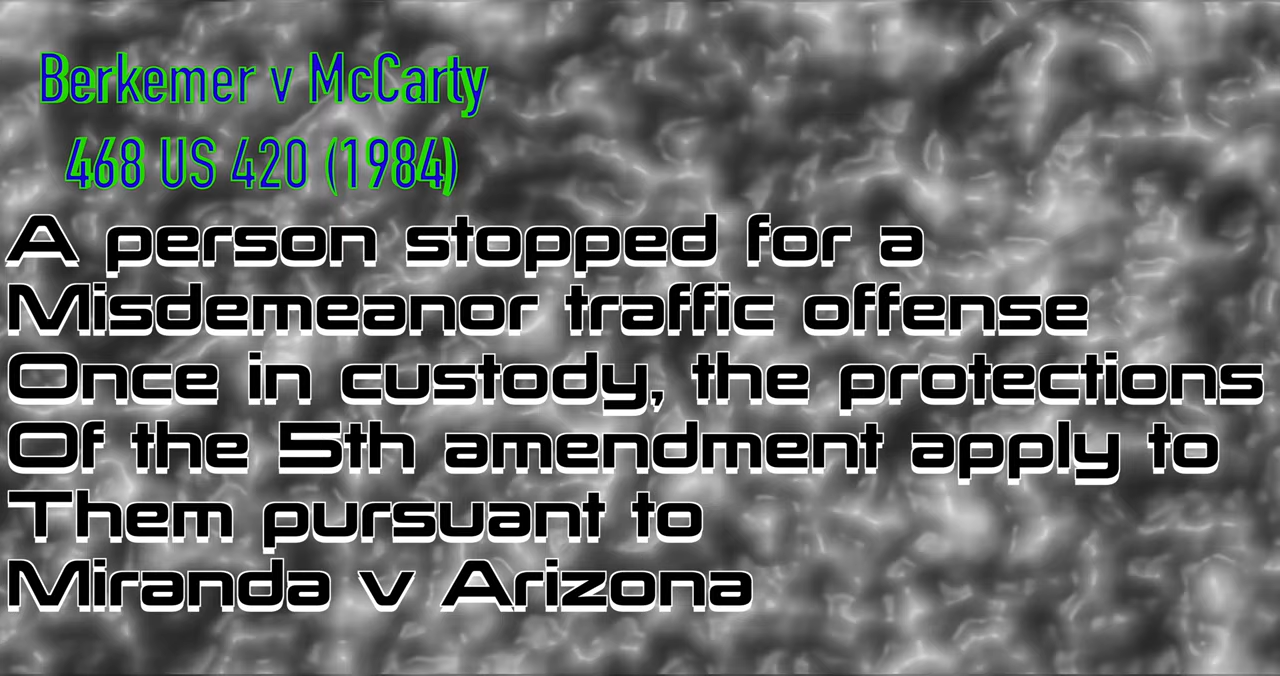 Berkemer v McCarty
468 US 420 (1984)
A person stopped for a
Misdemeanor traffic offense
Once in custody, the protections
Of the 5th amendment apply to
Them pursuant to
Miranda v Arizona